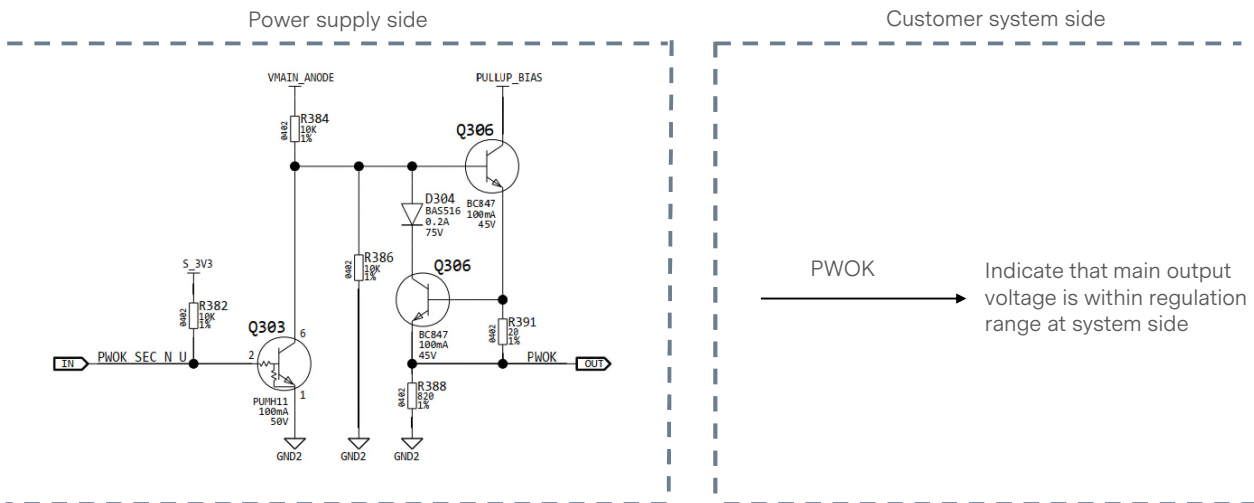 Power supply side
Customer system side
VMAIN_ANODE
PULLUP_BIAS
R384
10K
1%
0402
Q306
BC847
100mA
45V
D304
BAS516
0.2A
75V
S_3V3
R382
10K
1%
0402
R386
10K
1%
0402
Q306
BC847
100mA
45V
Q303
6
2
1
PUMH11
100mA
50V
IN
PWOK_SEC_N_U
R391
20
1%
0402
PWOK
OUT
R388
820
1%
0402
GND2
GND2
GND2
PWOK
Indicate that main output
voltage is within regulation
range at system side